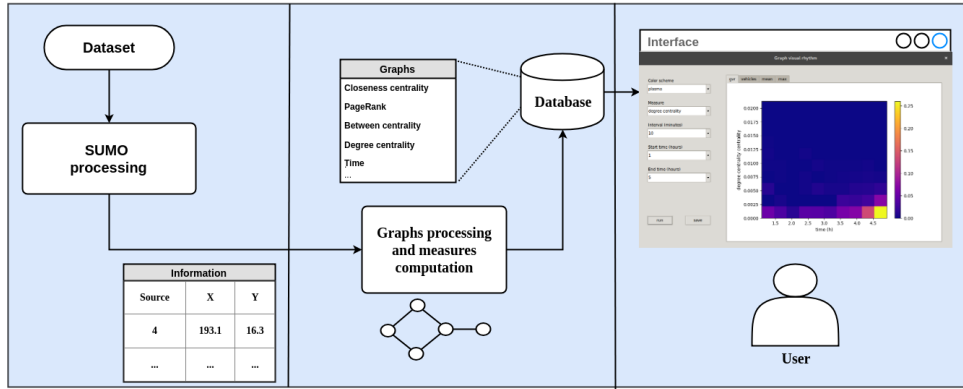 Dataset
SUMO
processing
Information
Source X Y
4 193.1 16.3
... ... ...
Graphs
Closeness centrality
PageRank
Between centrality
Degree centrality
Time
...
Database
Graphs processing
and measures
computation
Interface
Graph visual rhythm
Color scheme
plasma
Measure
degree centrality
Interval (minutes)
10
Start time (hours)
1
End time (hours)
5
0.0200
0.0175
0.0150
0.0125
0.0100
0.0075
0.0050
0.0025
0.0000
degree centrality centrality
1.5 2.0 2.5 3.0 3.5 4.0 4.5
time (h)
0.25
0.20
0.15
0.10
0.05
0.00
User